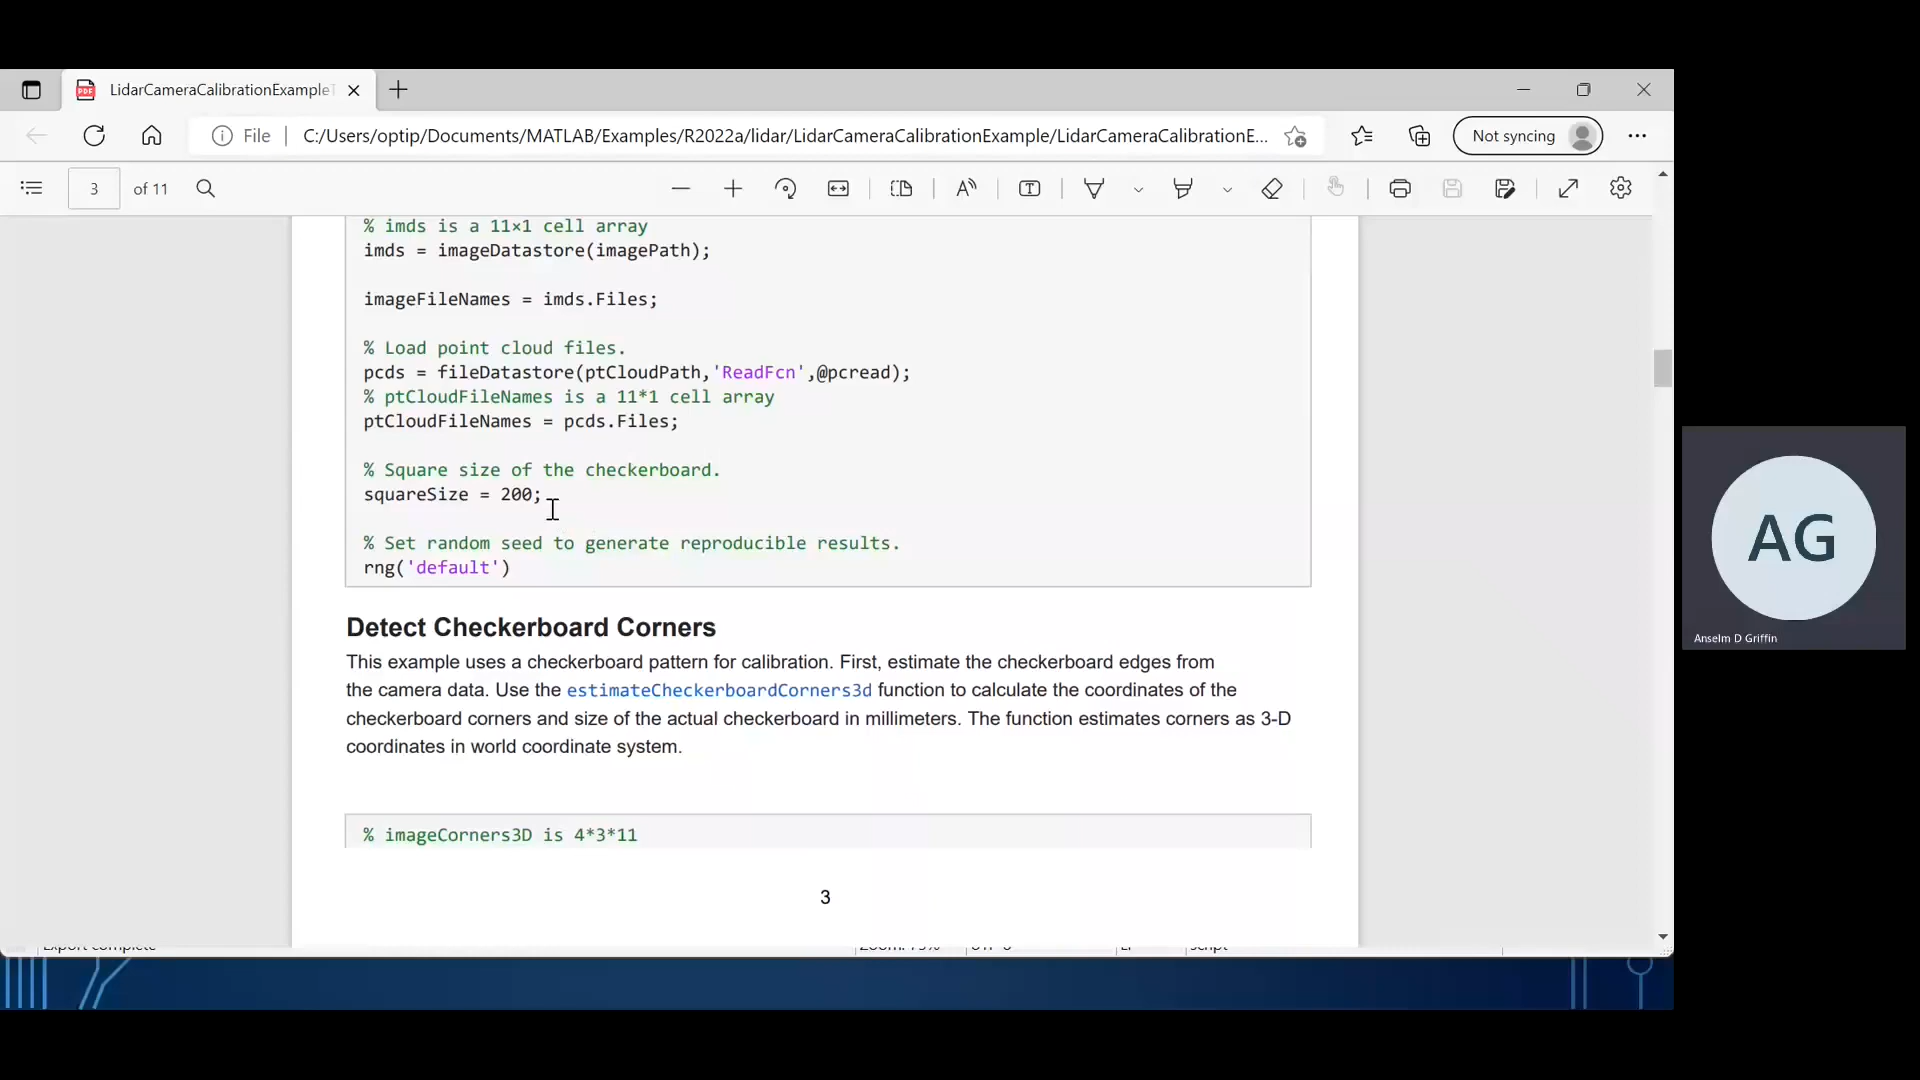 LidarCameraCalibrationExample
File
C:/Users/optip/Documents/MATLAB/Examples/R2022a/lidar/LidarCameraCalibrationExample/LidarCameraCalibrationE...
Not syncing
3 of 11
% imds is a 11×1 cell array
imds = imageDatastore(imagePath);
imageFileNames = imds.Files;
% Load point cloud files.
pcds = fileDatastore(ptCloudPath,'ReadFcn',@pcread);
% ptCloudFileNames is a 11*1 cell array
ptCloudFileNames = pcds.Files;
% Square size of the checkerboard.
squareSize = 200;
% Set random seed to generate reproducible results.
rng('default')
Detect Checkerboard Corners
This example uses a checkerboard pattern for calibration. First, estimate the checkerboard edges from
the camera data. Use the estimateCheckerboardCorners3d function to calculate the coordinates of the
checkerboard corners and size of the actual checkerboard in millimeters. The function estimates corners as 3-D
coordinates in world coordinate system.
% imageCorners3D is 4*3*11
3
AG
Anselm D Griffin